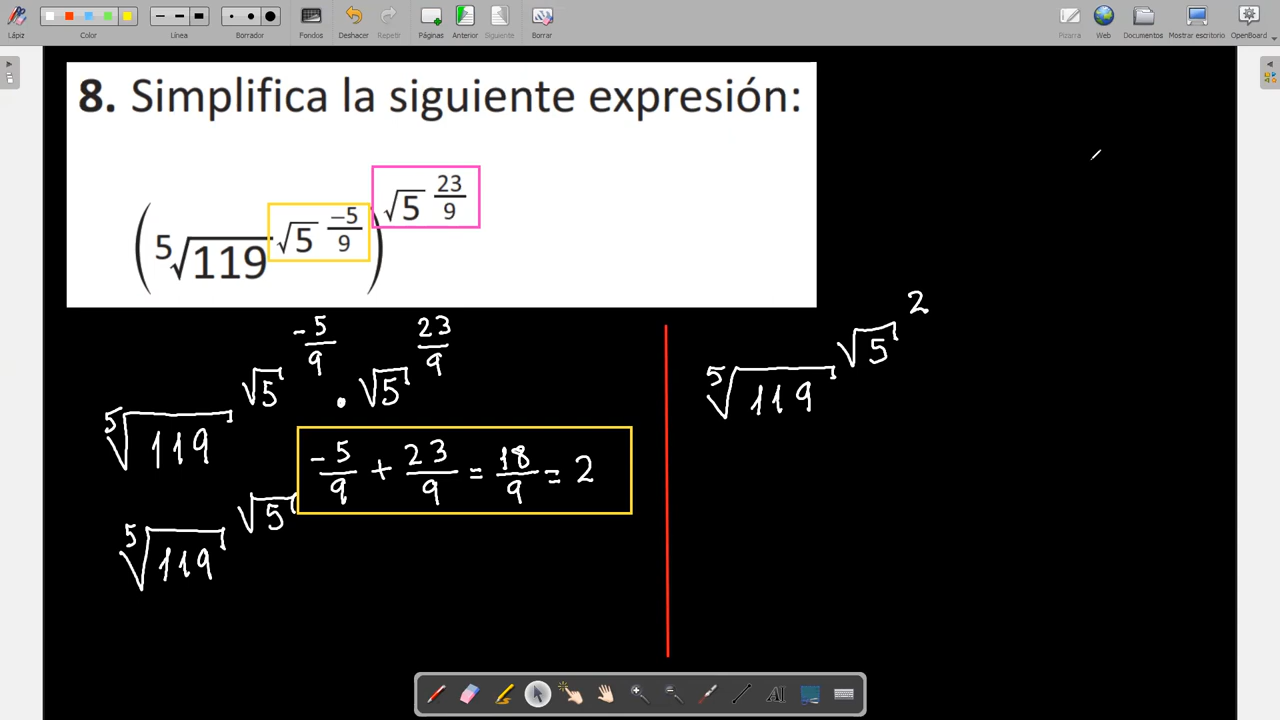 Lápiz Color Línea Borrador Fondos Deshacer Repetir Páginas Anterior Siguiente Borrar Pizarra Web Documentos Mostrar escritorio OpenBoard
8. Simplifica la siguiente expresión:
(⁵√119^(√5^(-5/9)))^(√5^(23/9))
⁵√119^(√5^(-5/9) · √5^(23/9))
-5/9 + 23/9 = 18/9 = 2
⁵√119^√5
⁵√119^(√5^2)
AI